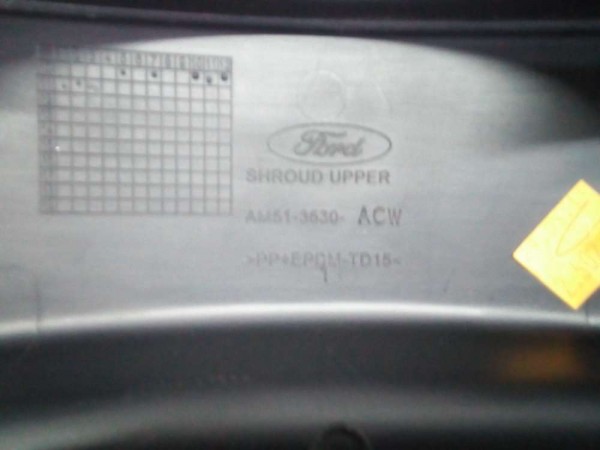 Ford
SHROUD UPPER
AM51-3530- ACW
>PP+EPDM-TD15<